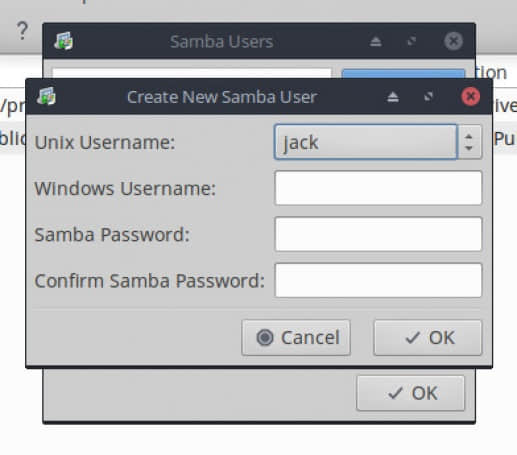 ?
Samba Users
tion
Create New Samba User
/pr
ive
Unix Username:
jack
blic
Pu
Windows Username:
Samba Password:
Confirm Samba Password:
Cancel
OK
OK